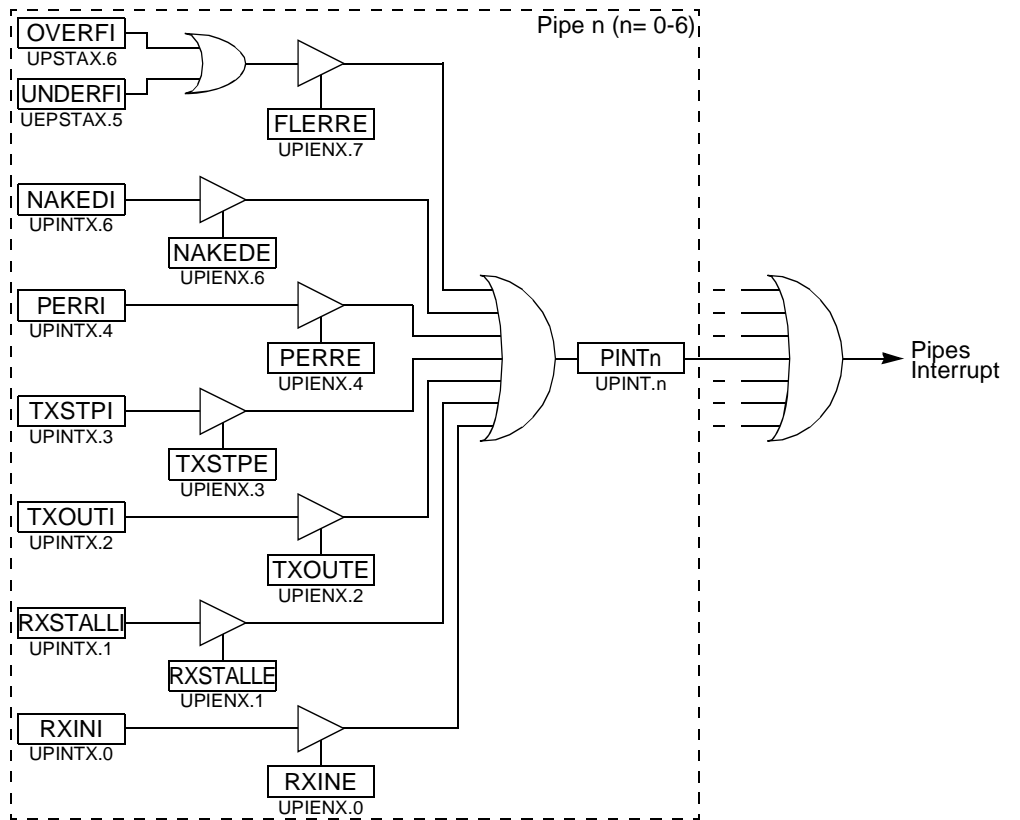 Pipe n (n= 0-6)
OVERFI
UPSTAX.6
UNDERFI
UEPSTAX.5
FLERRE
UPIENX.7
NAKEDI
UPINTX.6
NAKEDE
UPIENX.6
PERRI
UPINTX.4
PERRE
UPIENX.4
TXSTPI
UPINTX.3
TXSTPE
UPIENX.3
TXOUTI
UPINTX.2
TXOUTE
UPIENX.2
RXSTALLI
UPINTX.1
RXSTALLE
UPIENX.1
RXINI
UPINTX.0
RXINE
UPIENX.0
PINTn
UPINT.n
Pipes
Interrupt